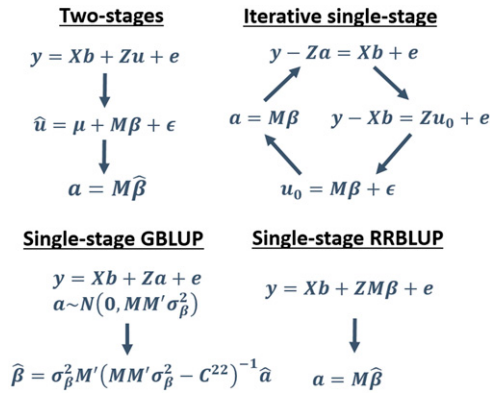 Two-stages
y = Xb + Zu + e
û = μ + Mβ + ϵ
a = Mβ̂
Iterative single-stage
y − Za = Xb + e
a = Mβ
y − Xb = Zu₀ + e
u₀ = Mβ + ϵ
Single-stage GBLUP
y = Xb + Za + e
a~N(0, MM′σ²β)
β̂ = σ²βM′(MM′σ²β − C²²)⁻¹â
Single-stage RRBLUP
y = Xb + ZMβ + e
a = Mβ̂